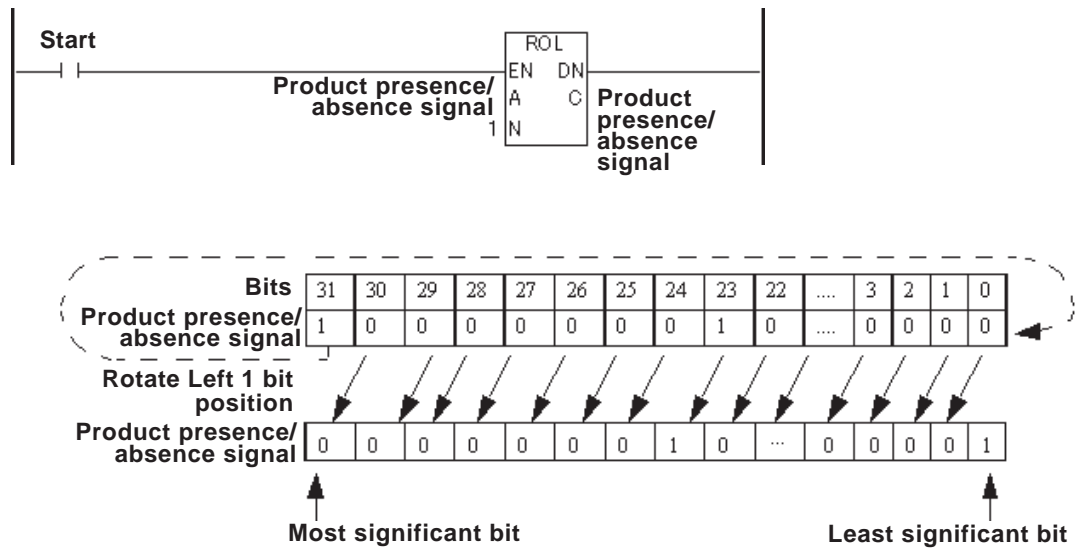 Start
ROL
EN DN
Product presence/
absence signal
A C
1 N
Product
presence/
absence
signal
Bits 31 30 29 28 27 26 25 24 23 22 .... 3 2 1 0
Product presence/
absence signal 1 0 0 0 0 0 0 0 1 0 .... 0 0 0 0
Rotate Left 1 bit
position
Product presence/
absence signal 0 0 0 0 0 0 0 1 0 ... 0 0 0 0 1
Most significant bit Least significant bit